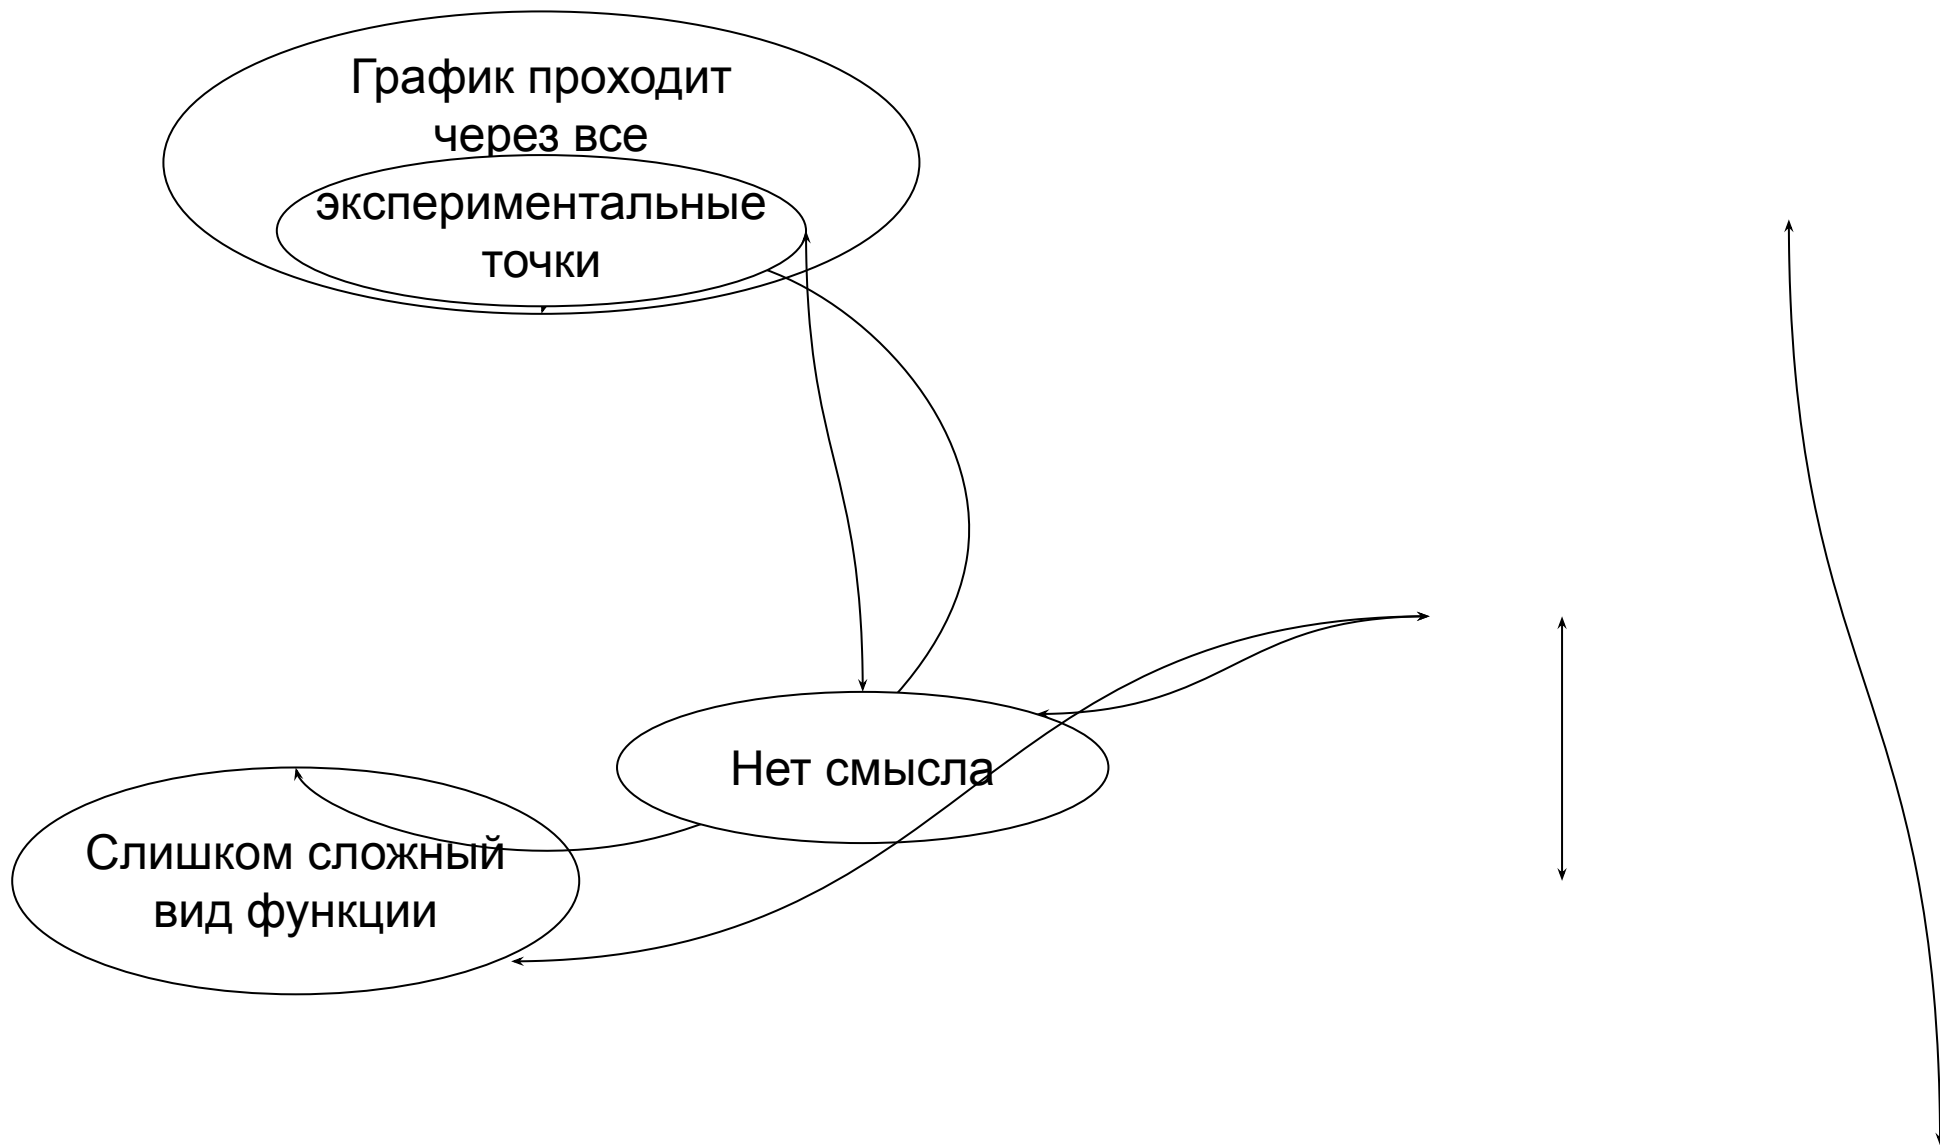 График проходит
через все
экспериментальные
точки
Нет смысла
Слишком сложный
вид функции